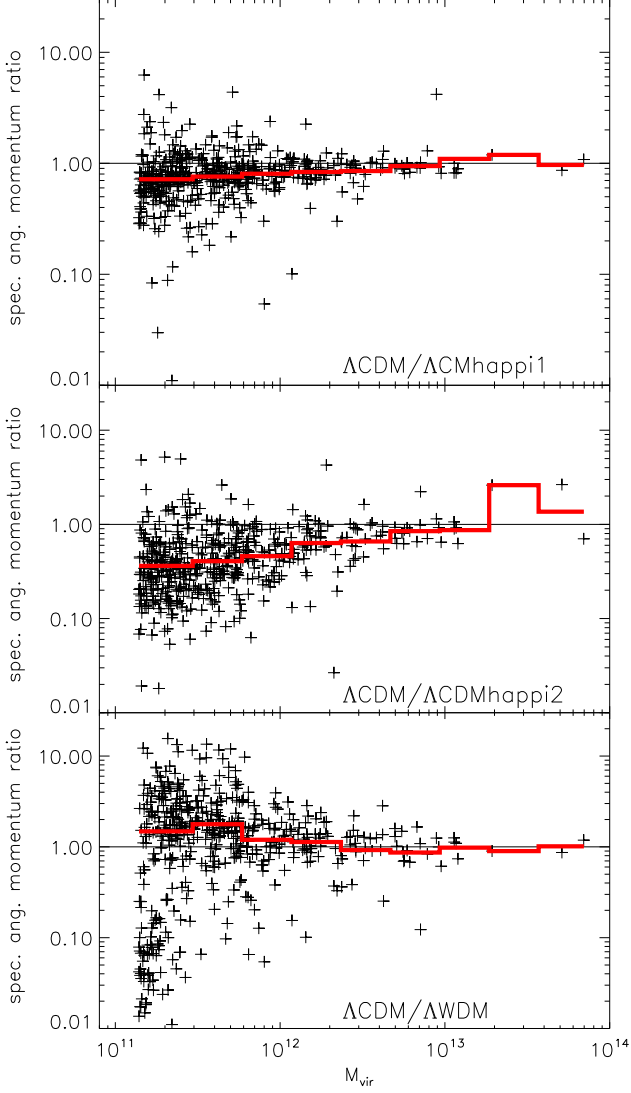 10.00
1.00
0.10
0.01
spec. ang. momentum ratio
ΛCDM/ΛCMhappi1
10.00
1.00
0.10
0.01
spec. ang. momentum ratio
ΛCDM/ΛCDMhappi2
10.00
1.00
0.10
0.01
spec. ang. momentum ratio
ΛCDM/ΛWDM
10¹¹ 10¹² 10¹³ 10¹⁴
M_vir